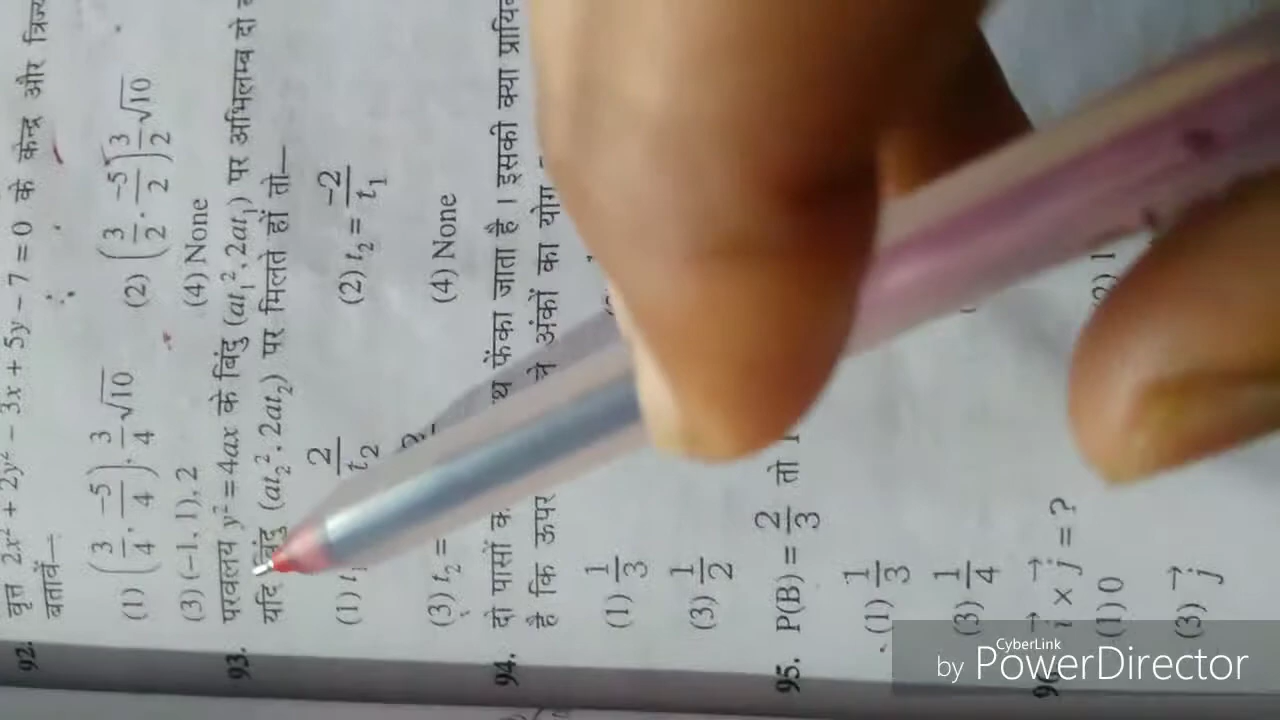 92. वृत्त 2x² + 2y² − 3x + 5y − 7 = 0 के केन्द्र और त्रिज्य
बतावें—
(1) (3/4, −5/4), 3/4 √10 (2) (3/2, −5/2) 3/2 √10
(3) (−1, 1), 2 (4) None
93. परवलय y² = 4ax के बिंदु (at₁², 2at₁) पर अभिलम्ब दो
यदि बिंदु (at₂², 2at₂) पर मिलते हों तो—
(1) t₁ 2/t₂ (2) t₂ = −2/t₁
(3) t₂ = (4) None
94. दो पासों फेंका जाता है । इसकी क्या
है कि ऊपर अंकों का योग
(1) 1/3
(3) 1/2
95. P(B) = 2/3 तो
(1) 1/3
(3) 1/4
i⃗ × j⃗ = ?
(1) 0 (2) 1
(3) j⃗
CyberLink
by PowerDirector